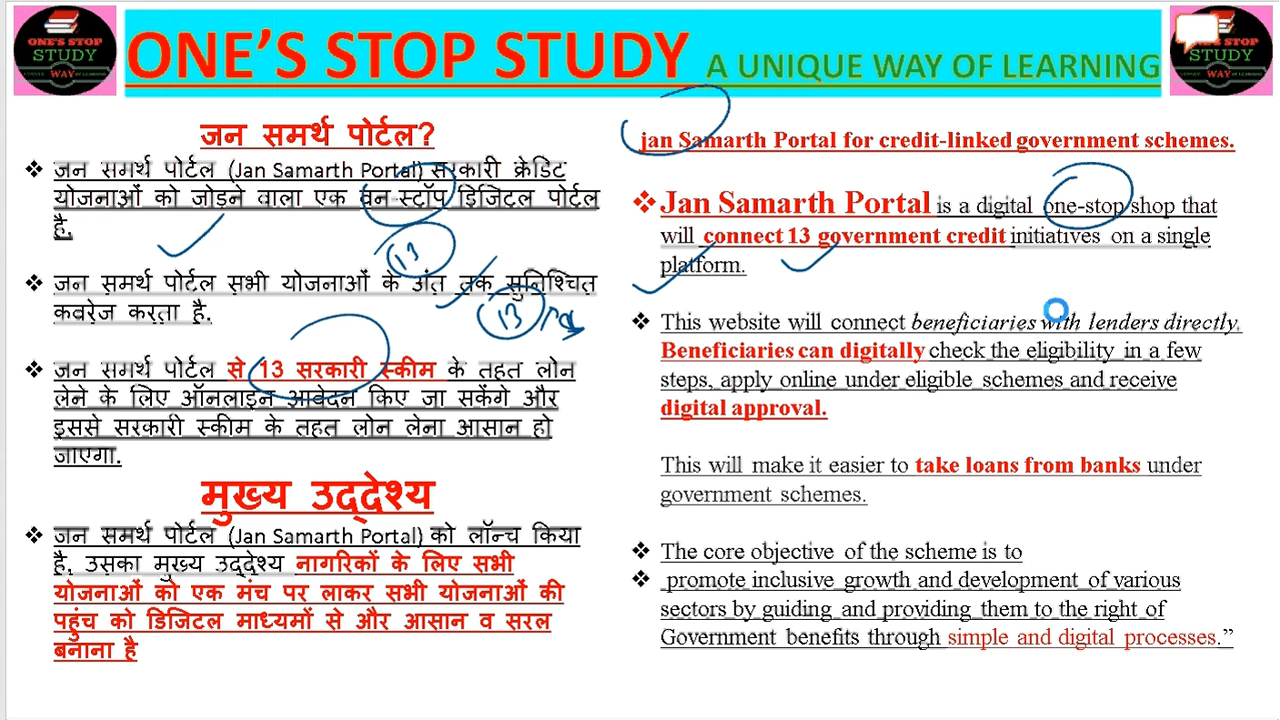 ONE'S STOP STUDY A UNIQUE WAY OF LEARNING
ONE'S STOP
STUDY
WAY OF LEARNING
STOP
STUDY
WAY OF LEARNING
जन समर्थ पोर्टल?
❖ जन समर्थ पोर्टल (Jan Samarth Portal) सरकारी क्रेडिट
योजनाओं को जोड़ने वाला एक वन स्टॉप डिजिटल पोर्टल
है.
13
❖ जन समर्थ पोर्टल सभी योजनाओं के अंत तक सुनिश्चित
कवरेज करता है.
13
❖ जन समर्थ पोर्टल से 13 सरकारी स्कीम के तहत लोन
लेने के लिए ऑनलाइन आवेदन किए जा सकेंगे और
इससे सरकारी स्कीम के तहत लोन लेना आसान हो
जाएगा.
मुख्य उद्देश्य
❖ जन समर्थ पोर्टल (Jan Samarth Portal) को लॉन्च किया
है, उसका मुख्य उद्देश्य नागरिकों के लिए सभी
योजनाओं को एक मंच पर लाकर सभी योजनाओं की
पहुंच को डिजिटल माध्यमों से और आसान व सरल
बनाना है
jan Samarth Portal for credit-linked government schemes.
❖ Jan Samarth Portal is a digital one-stop shop that
will connect 13 government credit initiatives on a single
platform.
❖ This website will connect beneficiaries with lenders directly.
Beneficiaries can digitally check the eligibility in a few
steps, apply online under eligible schemes and receive
digital approval.
This will make it easier to take loans from banks under
government schemes.
❖ The core objective of the scheme is to
❖ promote inclusive growth and development of various
sectors by guiding and providing them to the right of
Government benefits through simple and digital processes.”